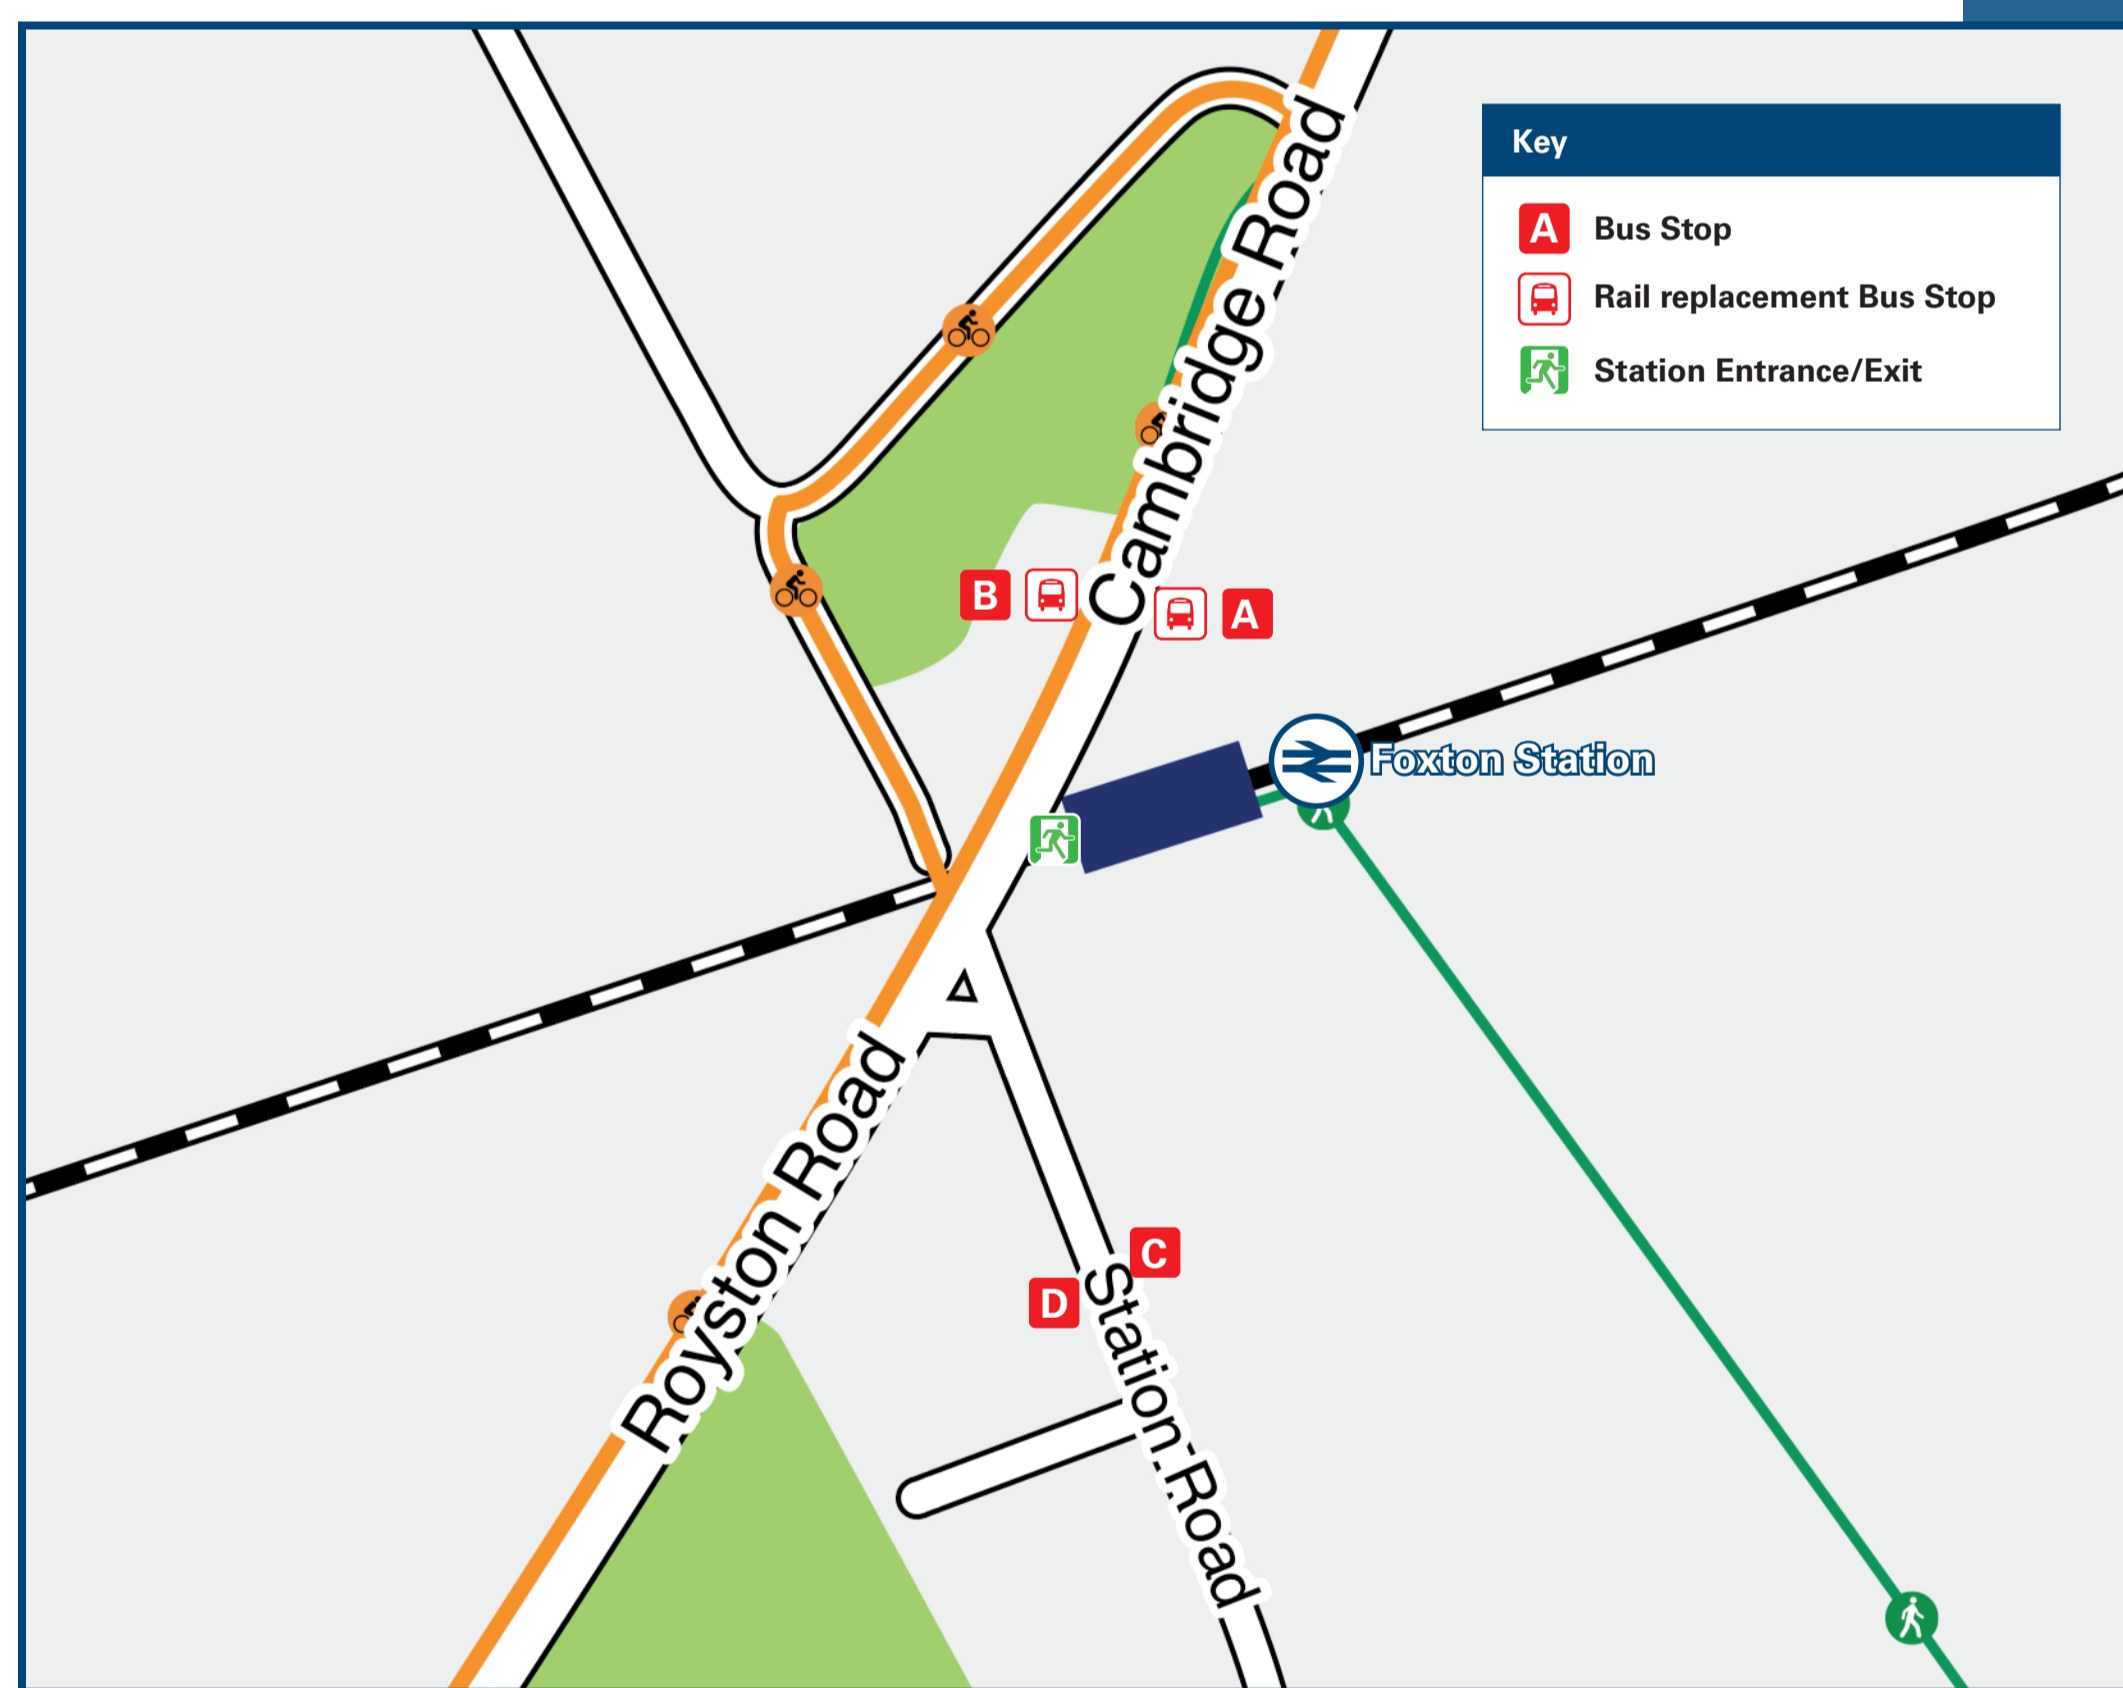 Key
A Bus Stop
Rail replacement Bus Stop
Station Entrance/Exit
Cambridge Road
B
A
Foxton Station
Royston Road
C
D
Station Road